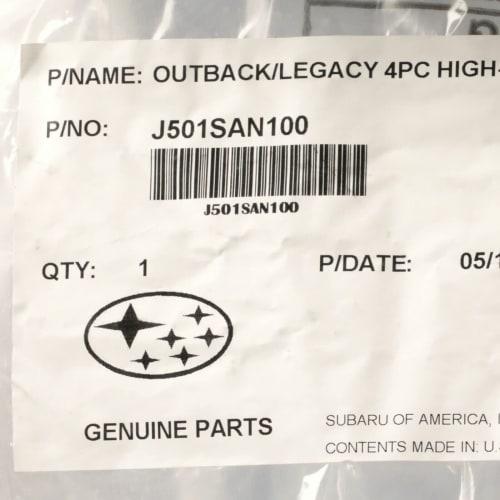 P/NAME: OUTBACK/LEGACY 4PC HIGH-
P/NO: J501SAN100
J501SAN100
QTY: 1 P/DATE: 05/1
GENUINE PARTS
SUBARU OF AMERICA, I
CONTENTS MADE IN: U.S